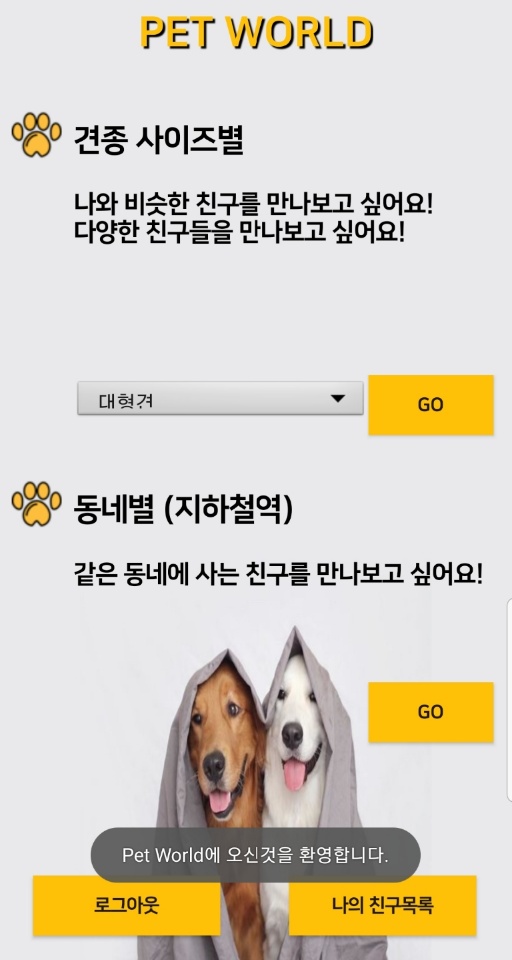 PET WORLD
견종 사이즈별
나와 비슷한 친구를 만나보고 싶어요!
다양한 친구들을 만나보고 싶어요!
대형견
GO
동네별 (지하철역)
같은 동네에 사는 친구를 만나보고 싶어요!
GO
Pet World에 오신것을 환영합니다.
로그아웃
나의 친구목록